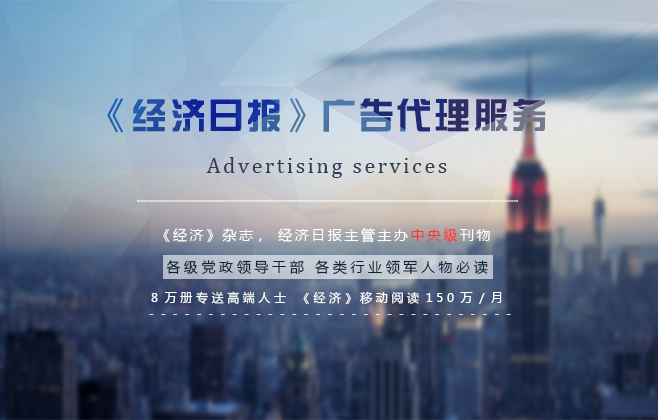 《经济日报》广告代理服务
Advertising services
《经济》杂志， 经济日报主管主办中央级刊物
各级党政领导干部 各类行业领军人物必读
8万册专送高端人士 《经济》移动阅读150万/月